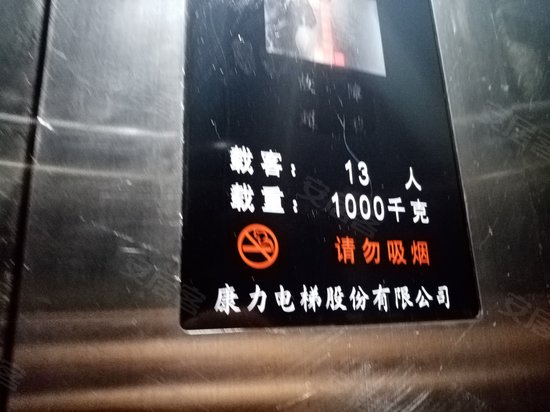 载客： 13 人
载重： 1000千克
请勿吸烟
康力电梯股份有限公司